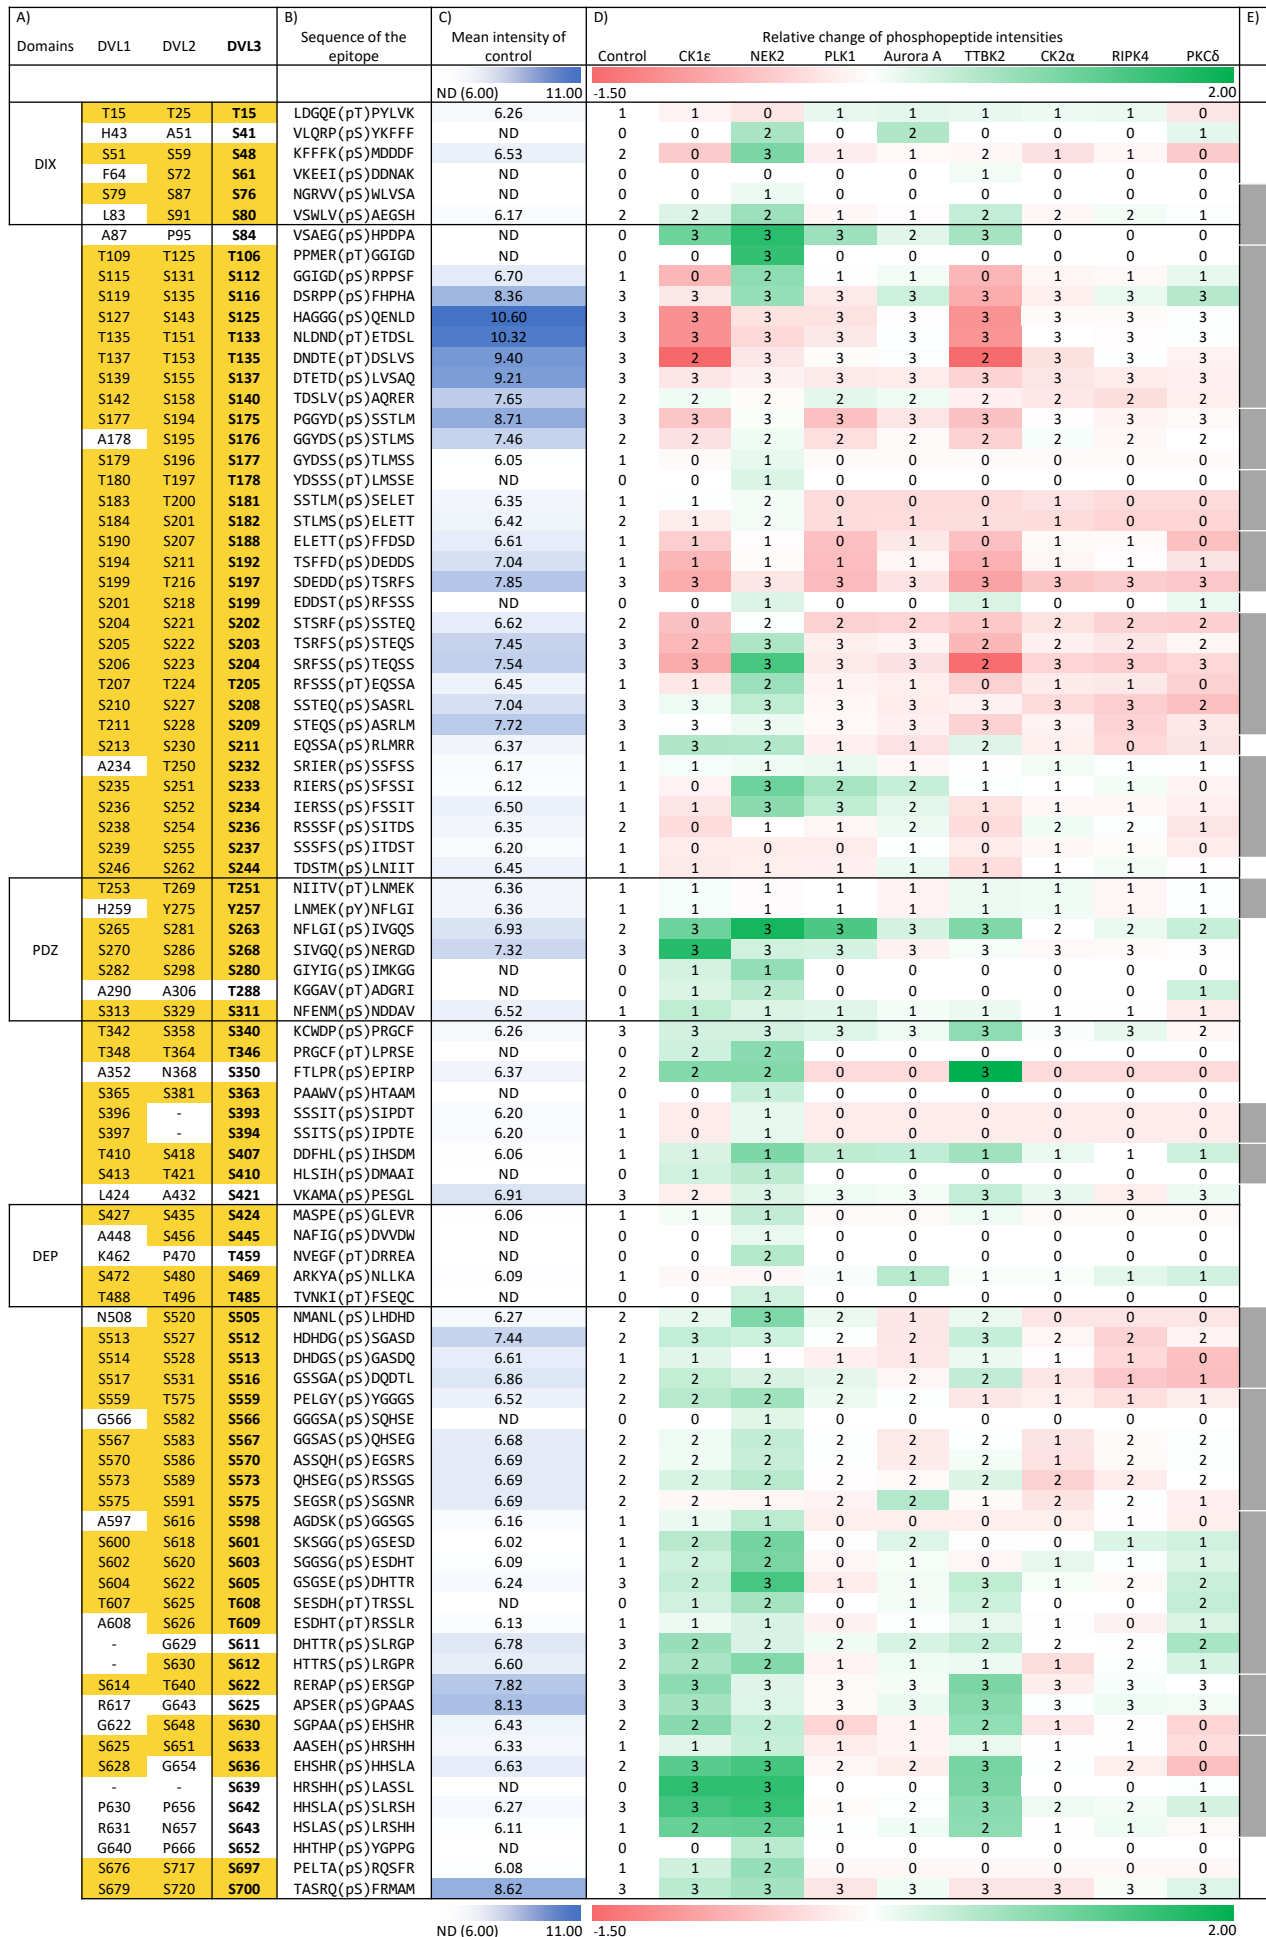 A) B) C) D) E)
Domains DVL1 DVL2 DVL3 Sequence of the epitope Mean intensity of control Relative change of phosphopeptide intensities
Control CK1ε NEK2 PLK1 Aurora A TTBK2 CK2α RIPK4 PKCδ
ND (6.00) 11.00 -1.50 2.00
T15 T25 T15 LDGQE(pT)PYLVK 6.26 1 1 0 1 1 1 1 1 0
H43 A51 S41 VLQRP(pS)YKFFF ND 0 0 2 0 2 0 0 0 1
DIX S51 S59 S48 KFFFK(pS)MDDDF 6.53 2 0 3 1 1 2 1 1 0
F64 S72 S61 VKEEI(pS)DDNAK ND 0 0 0 0 0 1 0 0 0
S79 S87 S76 NGRVV(pS)WLVSA ND 0 0 1 0 0 0 0 0 0
L83 S91 S80 VSWLV(pS)AEGSH 6.17 2 2 2 1 1 2 2 2 1
A87 P95 S84 VSAEG(pS)HPDPA ND 0 3 3 3 2 3 0 0 0
T109 T125 T106 PPMER(pT)GGIGD ND 0 0 3 0 0 0 0 0 0
S115 S131 S112 GGIGD(pS)RPPSF 6.70 1 0 2 1 1 0 1 1 1
S119 S135 S116 DSRPP(pS)FHPHA 8.36 3 3 3 3 3 3 3 3 3
S127 S143 S125 HAGGG(pS)QENLD 10.60 3 3 3 3 3 3 3 3 3
T135 T151 T133 NLDND(pT)ETDSL 10.32 3 3 3 3 3 3 3 3 3
T137 T153 T135 DNDTE(pT)DSLVS 9.40 3 2 3 3 3 2 3 3 3
S139 S155 S137 DTETD(pS)LVSAQ 9.21 3 3 3 3 3 3 3 3 3
S142 S158 S140 TDSLV(pS)AQRER 7.65 2 2 2 2 2 2 2 2 2
S177 S194 S175 PGGYD(pS)SSTLM 8.71 3 3 3 3 3 3 3 3 3
A178 S195 S176 GGYDS(pS)STLMS 7.46 2 2 2 2 2 2 2 2 2
S179 S196 S177 GYDSS(pS)TLMSS 6.05 1 0 1 0 0 0 0 0 0
T180 T197 T178 YDSSS(pT)LMSSE ND 0 0 1 0 0 0 0 0 0
S183 T200 S181 SSTLM(pS)SELET 6.35 1 1 2 0 0 0 1 0 0
S184 S201 S182 STLMS(pS)ELETT 6.42 2 1 2 1 1 1 1 0 0
S190 S207 S188 ELETT(pS)FFDSD 6.61 1 1 1 0 1 0 1 1 0
S194 S211 S192 TSFFD(pS)DEDDS 7.04 1 1 1 1 1 1 1 1 1
S199 T216 S197 SDEDD(pS)TSRFS 7.85 3 3 3 3 3 3 3 3 3
S201 S218 S199 EDDST(pS)RFSSS ND 0 0 1 0 0 1 0 0 1
S204 S221 S202 STSRF(pS)SSTEQ 6.62 2 0 2 2 2 1 2 2 2
S205 S222 S203 TSRFS(pS)STEQS 7.45 3 2 3 3 3 2 2 2 2
S206 S223 S204 SRFSS(pS)TEQSS 7.54 3 3 3 3 3 2 3 3 3
T207 T224 T205 RFSSS(pT)EQSSA 6.45 1 1 2 1 1 0 1 1 0
S210 S227 S208 SSTEQ(pS)SASRL 7.04 3 3 3 3 3 3 3 3 2
T211 S228 S209 STEQS(pS)ASRLM 7.72 3 3 3 3 3 3 3 3 3
S213 S230 S211 EQSSA(pS)RLMRR 6.37 1 3 2 1 1 2 1 0 1
A234 T250 S232 SRIER(pS)SSFSS 6.17 1 1 1 1 1 1 1 1 1
S235 S251 S233 RIERS(pS)SFSSI 6.12 1 0 3 2 2 1 1 1 0
S236 S252 S234 IERSS(pS)FSSIT 6.50 1 1 3 3 2 1 1 1 1
S238 S254 S236 RSSSF(pS)SITDS 6.35 2 0 1 1 2 0 2 2 1
S239 S255 S237 SSSFS(pS)ITDST 6.20 1 0 0 0 1 0 1 1 0
S246 S262 S244 TDSTM(pS)LNIIT 6.45 1 1 1 1 1 1 1 1 1
T253 T269 T251 NIITV(pT)LNMEK 6.36 1 1 1 1 1 1 1 1 1
H259 Y275 Y257 LNMEK(pY)NFLGI 6.36 1 1 1 1 1 1 1 1 1
S265 S281 S263 NFLGI(pS)IVGQS 6.93 2 3 3 3 3 3 2 2 2
PDZ S270 S286 S268 SIVGQ(pS)NERGD 7.32 3 3 3 3 3 3 3 3 3
S282 S298 S280 GIYIG(pS)IMKGG ND 0 1 1 0 0 0 0 0 0
A290 A306 T288 KGGAV(pT)ADGRI ND 0 1 2 0 0 0 0 0 1
S313 S329 S311 NFENM(pS)NDDAV 6.52 1 1 1 1 1 1 1 1 1
T342 S358 S340 KCWDP(pS)PRGCF 6.26 3 3 3 3 3 3 3 3 2
T348 T364 T346 PRGCF(pT)LPRSE ND 0 2 2 0 0 0 0 0 0
A352 N368 S350 FTLPR(pS)EPIRP 6.37 1 2 2 0 0 3 0 0 0
S365 S381 S363 PAAWV(pS)HTAAM ND 0 0 1 0 0 0 0 0 0
S396 - S393 SSSIT(pS)SIPDT 6.20 1 0 1 0 0 0 0 0 0
S397 - S394 SSITS(pS)IPDTE 6.20 1 0 1 0 0 0 0 0 0
T410 S418 S407 DDFHL(pS)IHSDM 6.06 1 1 1 1 1 1 1 1 1
S413 T421 S410 HLSIH(pS)DMAAI ND 0 1 1 0 0 0 0 0 0
L424 A432 S421 VKAMA(pS)PESGL 6.91 3 2 3 3 3 3 3 3 3
S427 S435 S424 MASPE(pS)GLEVR 6.06 1 1 1 0 0 1 0 0 0
A448 S456 S445 NAFIG(pS)DVVDW ND 0 0 1 0 0 0 0 0 0
DEP K462 P470 T459 NVEGF(pT)DRREA ND 0 0 2 0 0 0 0 0 0
S472 S480 S469 ARKYA(pS)NLLKA 6.09 1 0 0 1 1 1 1 1 1
T488 T496 T485 TVNKI(pT)FSEQC ND 0 0 1 0 0 0 0 0 0
N508 S520 S505 NMANL(pS)LHDHD 6.27 2 2 3 2 1 2 0 0 0
S513 S527 S512 HDHDG(pS)SGASD 7.44 2 3 3 2 2 3 2 2 2
S514 S528 S513 DHDGS(pS)GASDQ 6.61 1 1 1 1 1 1 1 1 0
S517 S531 S516 GSSGA(pS)DQDTL 6.86 2 2 2 2 2 2 1 1 1
S559 T575 S559 PELGY(pS)YGGGS 6.52 2 2 2 2 2 1 1 1 1
G566 S582 S566 GGGSA(pS)SQHSE ND 0 0 1 0 0 0 0 0 0
S567 S583 S567 GGSAS(pS)QHSEG 6.68 2 2 2 2 2 2 1 2 2
S570 S586 S570 ASSQH(pS)EGSRS 6.69 2 2 2 2 2 2 1 2 2
S573 S589 S573 QHSEG(pS)RSSGS 6.69 2 2 2 2 2 2 2 2 2
S575 S591 S575 SEGSR(pS)SGSNR 6.69 2 2 1 2 2 1 2 2 1
A597 S616 S598 AGDSK(pS)GGSGS 6.16 1 1 1 0 0 0 0 1 0
S600 S618 S601 SKSGG(pS)GSESD 6.02 1 2 2 0 2 0 0 1 1
S602 S620 S603 SGGSG(pS)ESDHT 6.09 1 2 2 0 1 0 1 1 1
S604 S622 S605 GSGSE(pS)DHTTR 6.24 3 2 3 1 1 3 1 2 2
T607 S625 T608 SESDH(pT)TRSSL ND 0 1 2 0 1 1 0 0 2
A608 S626 T609 ESDHT(pT)RSSLR 6.13 1 1 1 0 1 1 1 0 1
- G629 S611 DHTTR(pS)SLRGP 6.78 3 2 2 2 2 2 2 2 2
- S630 S612 HTTRS(pS)LRGPR 6.60 2 2 2 1 1 1 1 2 1
S614 T640 S622 RERAP(pS)ERSGP 7.82 3 3 3 3 3 3 3 3 3
R617 G643 S625 APSER(pS)GPAAS 8.13 3 3 3 3 3 3 3 3 3
G622 S648 S630 SGPAA(pS)EHSHR 6.43 2 2 2 0 1 2 1 2 0
S625 S651 S633 AASEH(pS)HRSHH 6.33 1 1 1 1 1 1 1 1 0
S628 G654 S636 EHSHR(pS)HHSLA 6.63 2 3 3 2 2 3 2 2 0
- - S639 HRSHH(pS)LASSL ND 0 3 3 0 0 3 0 0 1
P630 P656 S642 HHSLA(pS)SLRSH 6.27 3 3 3 1 2 3 2 2 1
R631 N657 S643 HSLAS(pS)LRSHH 6.11 1 2 2 1 1 2 1 1 1
G640 P666 S652 HHTHP(pS)YGPPG ND 0 0 1 0 0 0 0 0 0
S676 S717 S697 PELTA(pS)RQSFR 6.08 1 1 2 0 0 0 0 0 0
S679 S720 S700 TASRQ(pS)FRMAM 8.62 3 3 3 3 3 3 3 3 3
ND (6.00) 11.00 -1.50 2.00